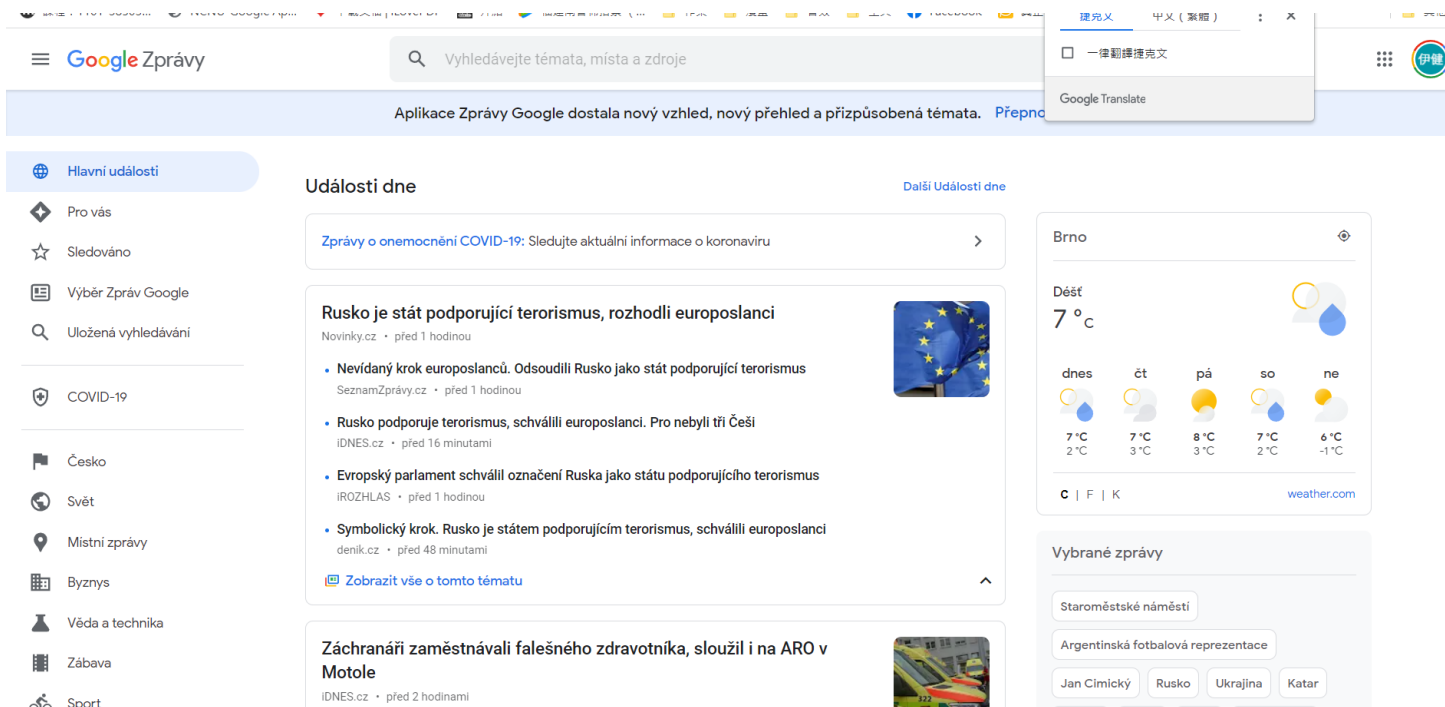 Facebook
捷克文
中文（繁體）
一律翻譯捷克文
Google Translate
Google Zprávy
Vyhledávejte témata, místa a zdroje
伊健
Aplikace Zprávy Google dostala nový vzhled, nový přehled a přizpůsobená témata.
Hlavní události
Pro vás
Sledováno
Výběr Zpráv Google
Uložená vyhledávání
COVID-19
Česko
Svět
Místní zprávy
Byznys
Věda a technika
Zábava
Sport
Události dne
Další Události dne
Zprávy o onemocnění COVID-19: Sledujte aktuální informace o koronaviru
Rusko je stát podporující terorismus, rozhodli europoslanci
Novinky.cz • před 1 hodinou
Nevídaný krok europoslanců. Odsoudili Rusko jako stát podporující terorismus
SeznamZprávy.cz • před 1 hodinou
Rusko podporuje terorismus, schválili europoslanci. Pro nebyli tři Češi
iDNES.cz • před 16 minutami
Evropský parlament schválil označení Ruska jako státu podporujícího terorismus
iROZHLAS • před 1 hodinou
Symbolický krok. Rusko je státem podporujícím terorismus, schválili europoslanci
denik.cz • před 48 minutami
Zobrazit vše o tomto tématu
Záchranáři zaměstnávali falešného zdravotníka, sloužil i na ARO v
Motole
iDNES.cz • před 2 hodinami
322
Brno
Déšť
7 °C
dnes čt pá so ne
7 °C 7 °C 8 °C 7 °C 6 °C
2 °C 3 °C 3 °C 2 °C -1 °C
C | F | K
weather.com
Vybrané zprávy
Staroměstské náměstí
Argentinská fotbalová reprezentace
Jan Cimický
Rusko
Ukrajina
Katar